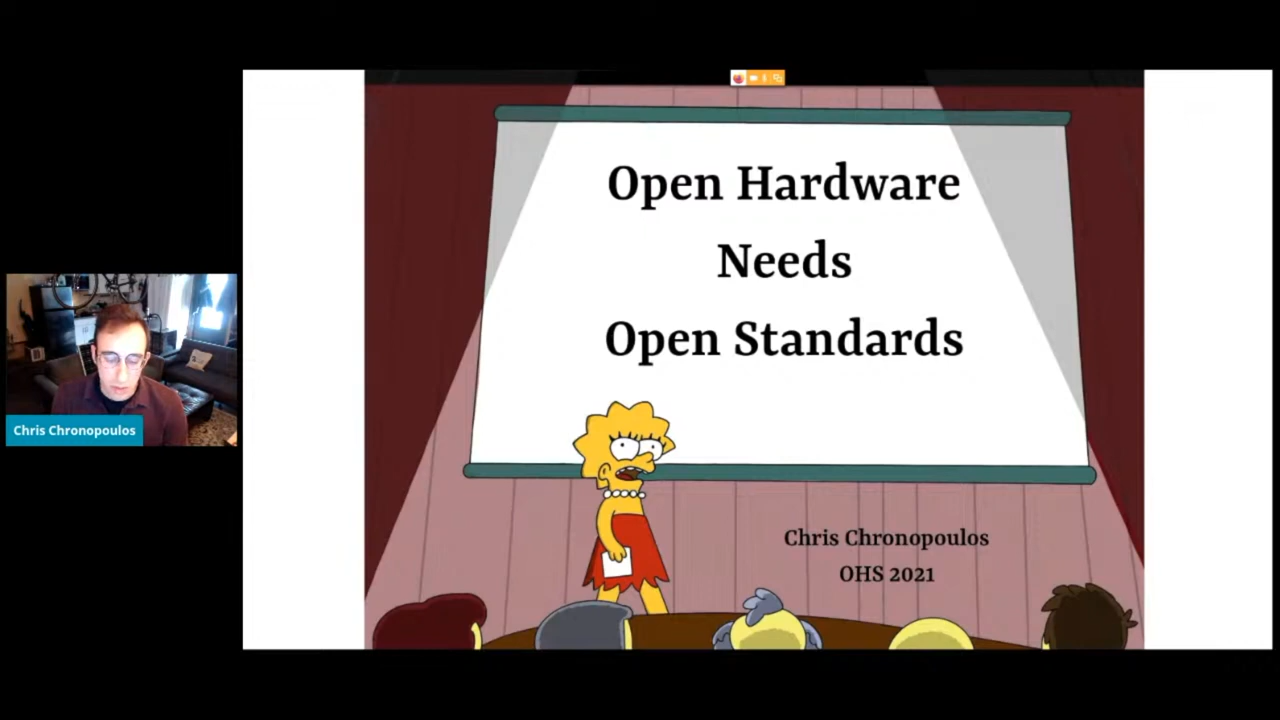 Open Hardware
Needs
Open Standards
Chris Chronopoulos
OHS 2021
Chris Chronopoulos